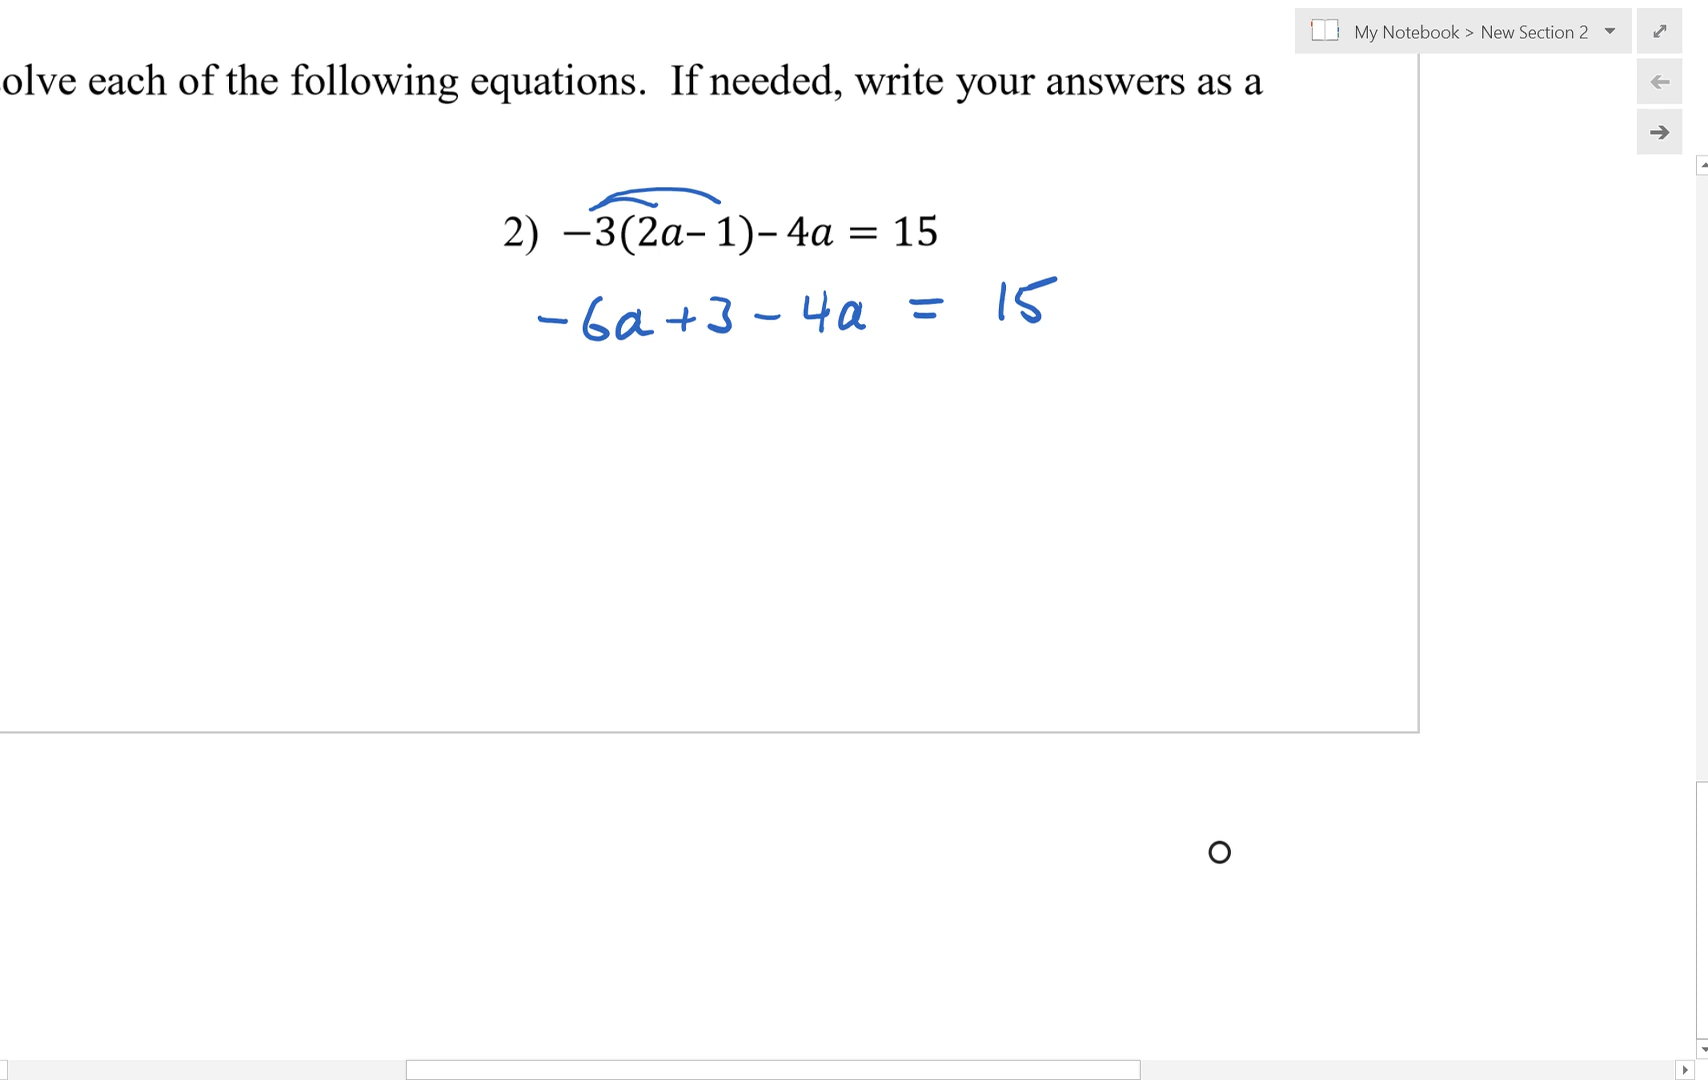 My Notebook > New Section 2
olve each of the following equations. If needed, write your answers as a
2) −3(2a− 1)− 4a = 15
-6a + 3 - 4a = 15